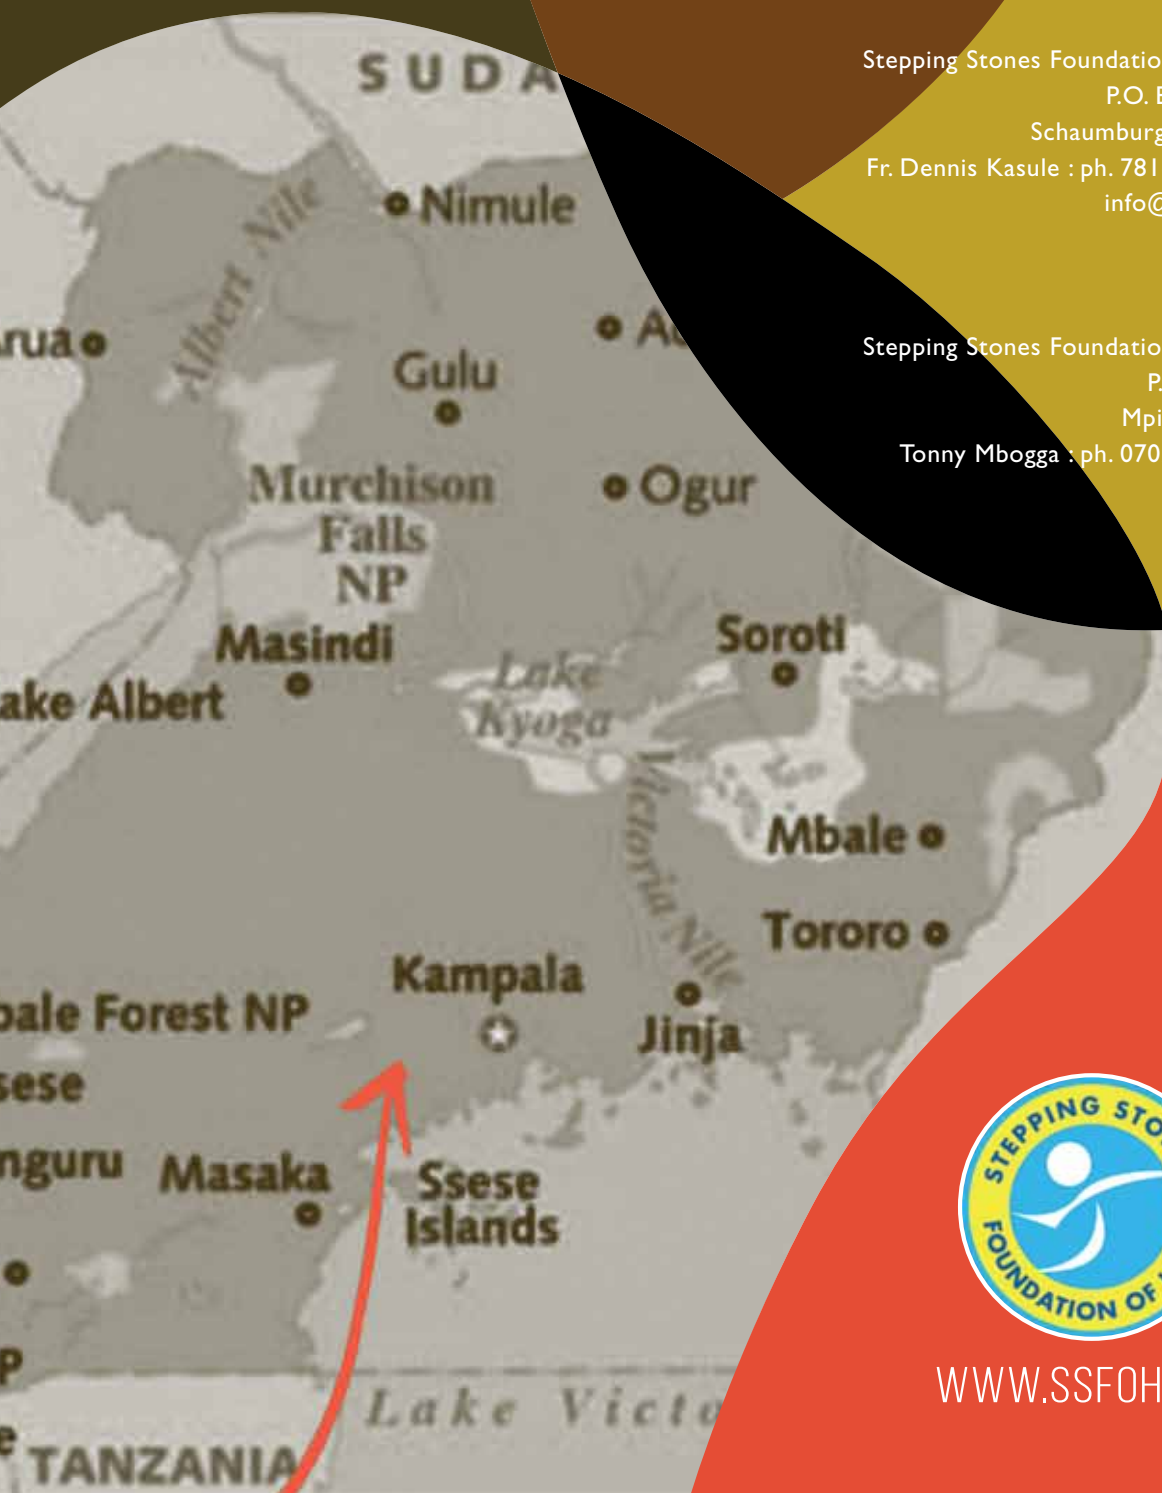 Stepping Stones Foundatio
P.O. B
Schaumburg
Fr. Dennis Kasule : ph. 781
info@
Stepping Stones Foundatio
P.
Mpi
Tonny Mbogga : ph. 070
SUDA
Nimule
Albert Nile
rua
Gulu
Murchison
Falls
NP
Ogur
Masindi
Soroti
ake Albert
Lake
Kyoga
Victoria Nile
Mbale
Tororo
Kampala
Jinja
bale Forest NP
sese
nguru
Masaka
Ssese
Islands
P
e
TANZANIA
Lake Victo
STEPPING STO
FOUNDATION OF
WWW.SSFOH